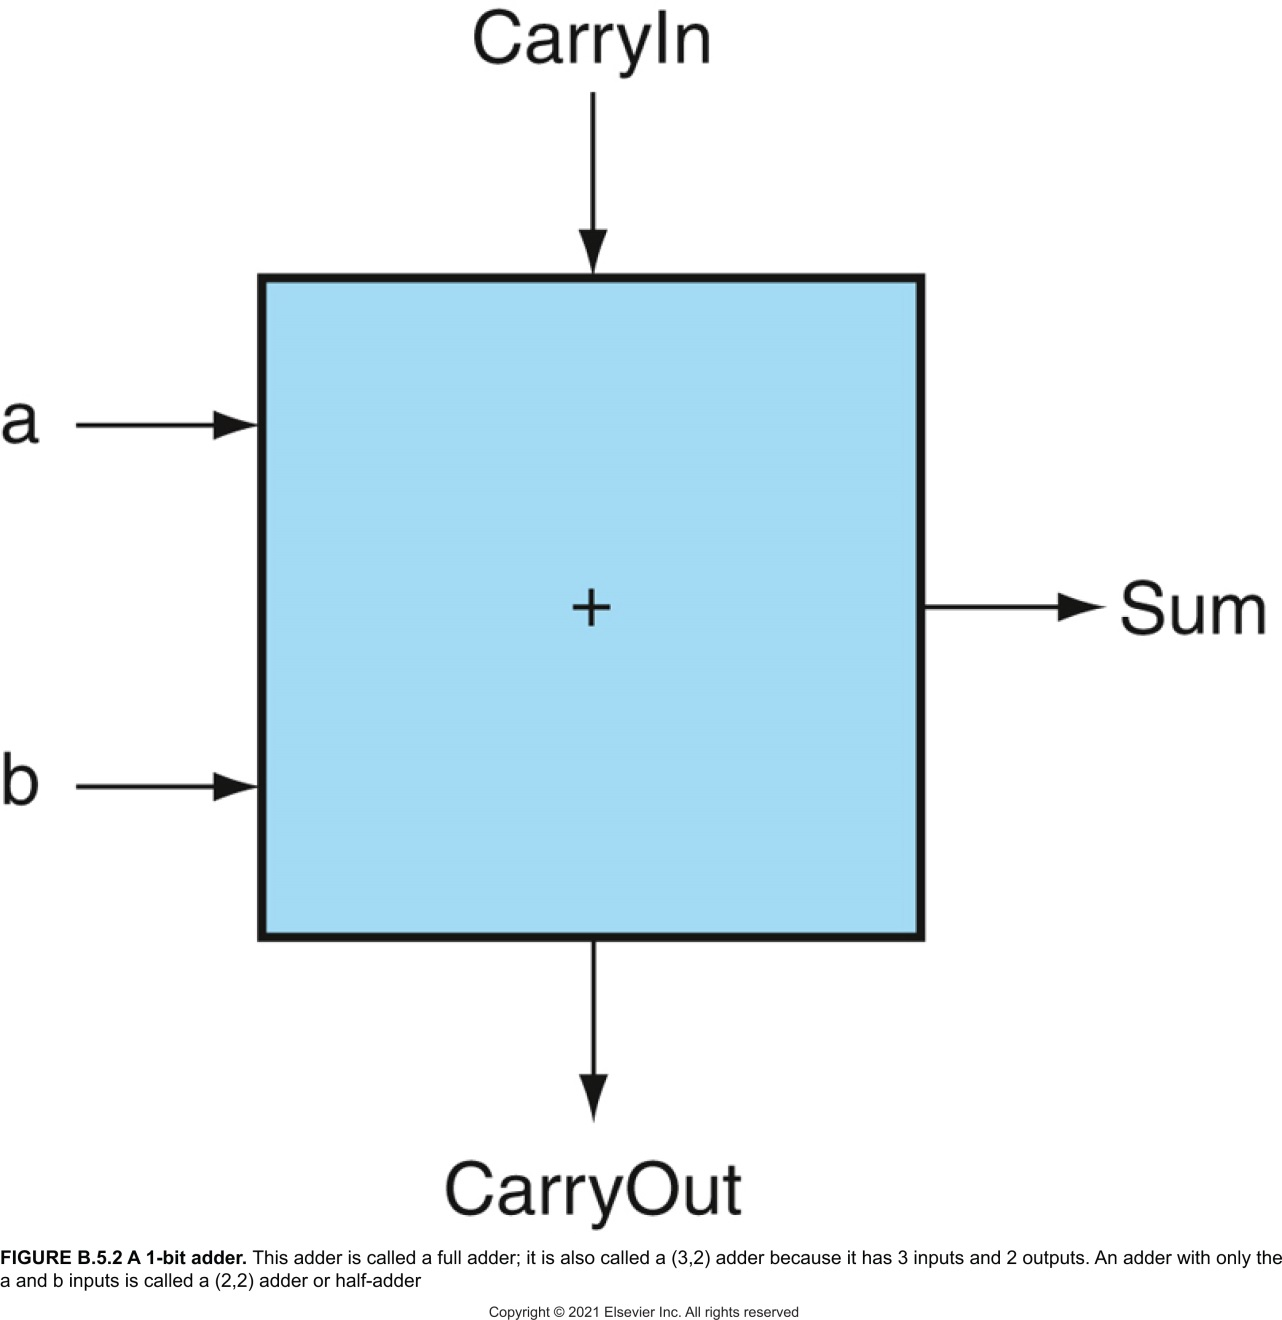 CarryIn
a
+
Sum
b
CarryOut
FIGURE B.5.2 A 1-bit adder. This adder is called a full adder; it is also called a (3,2) adder because it has 3 inputs and 2 outputs. An adder with only the
a and b inputs is called a (2,2) adder or half-adder
Copyright © 2021 Elsevier Inc. All rights reserved